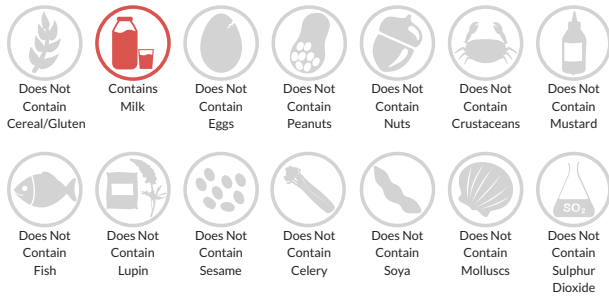 Does Not
Contain
Cereal/Gluten
Contains
Milk
Does Not
Contain
Eggs
Does Not
Contain
Peanuts
Does Not
Contain
Nuts
Does Not
Contain
Crustaceans
Does Not
Contain
Mustard
Does Not
Contain
Fish
Does Not
Contain
Lupin
Does Not
Contain
Sesame
Does Not
Contain
Celery
Does Not
Contain
Soya
Does Not
Contain
Molluscs
SO₂
Does Not
Contain
Sulphur
Dioxide